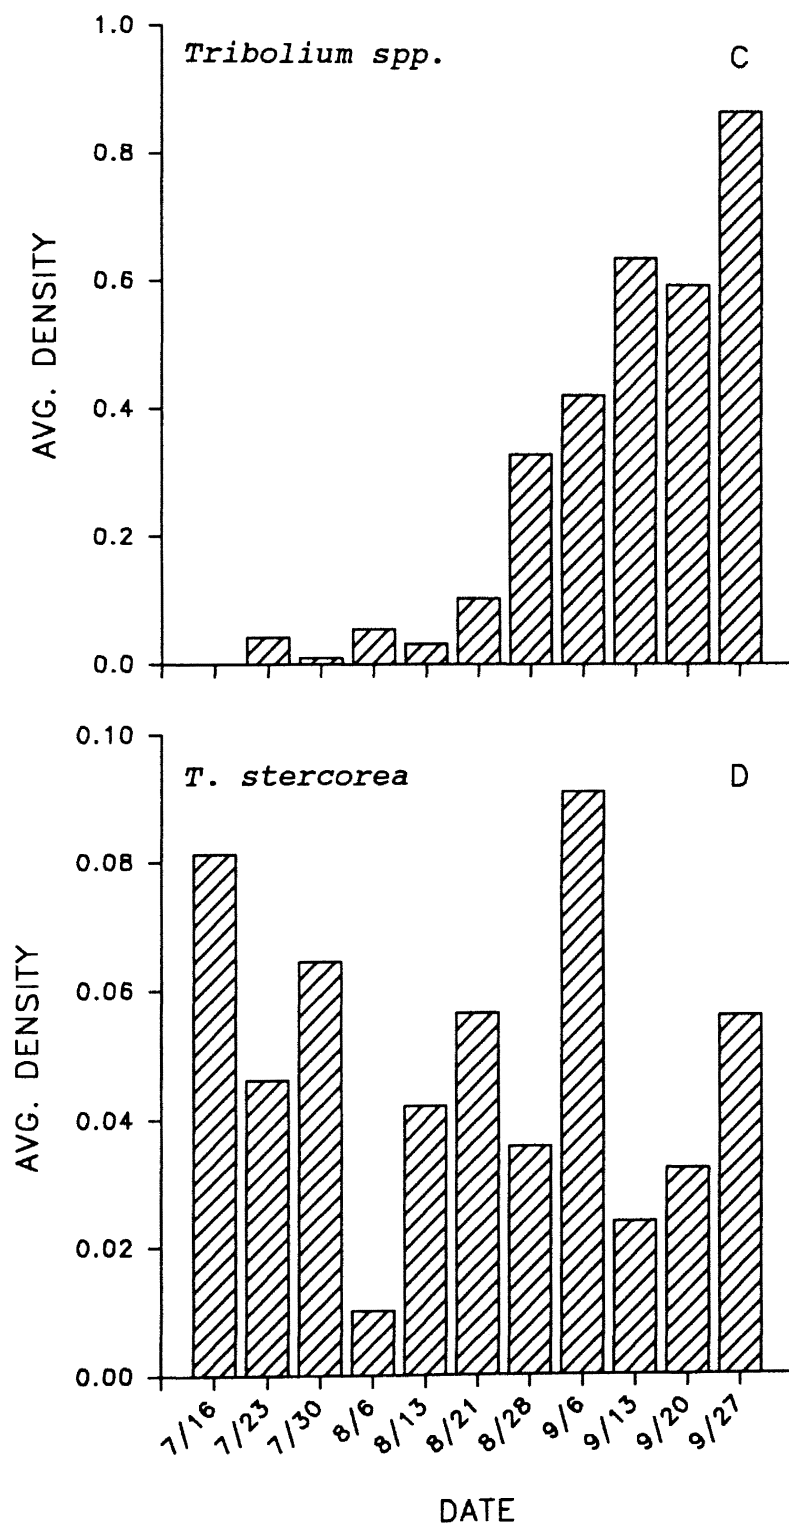 1.0
Tribolium spp.
C
0.8
0.6
0.4
0.2
0.0
AVG. DENSITY
0.10
T. stercorea
D
0.08
0.06
0.04
0.02
0.00
AVG. DENSITY
7/16 7/23 7/30 8/6 8/13 8/21 8/28 9/6 9/13 9/20 9/27
DATE